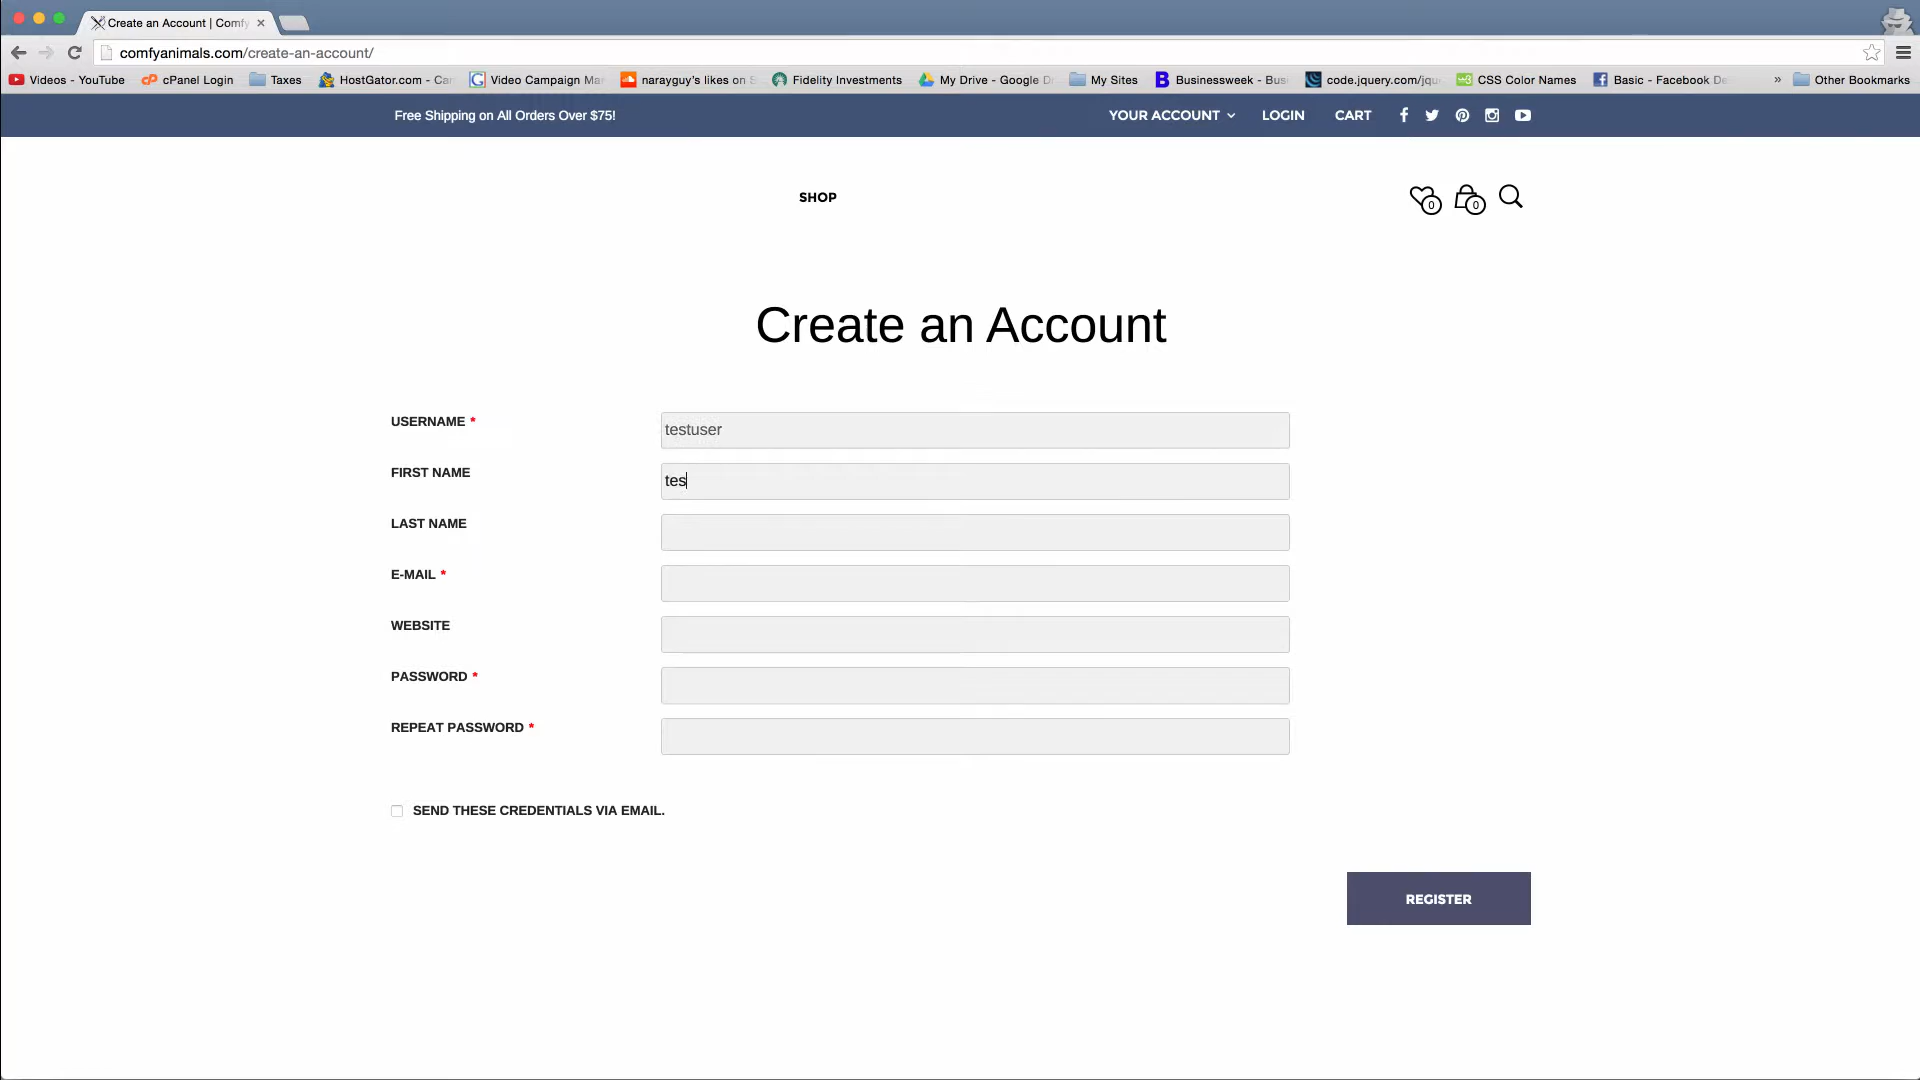 Create an Account | Comfy
comfyanimals.com/create-an-account/
Videos - YouTube cPanel Login Taxes HostGator.com - Ca Video Campaign Ma narayguy's likes on S Fidelity Investments My Drive - Google Dr My Sites Businessweek - Bus code.jquery.com/jqu CSS Color Names Basic - Facebook De » Other Bookmarks
Free Shipping on All Orders Over $75! YOUR ACCOUNT LOGIN CART
SHOP 0 0
Create an Account
USERNAME * testuser
FIRST NAME tes
LAST NAME
E-MAIL *
WEBSITE
PASSWORD *
REPEAT PASSWORD *
SEND THESE CREDENTIALS VIA EMAIL.
REGISTER